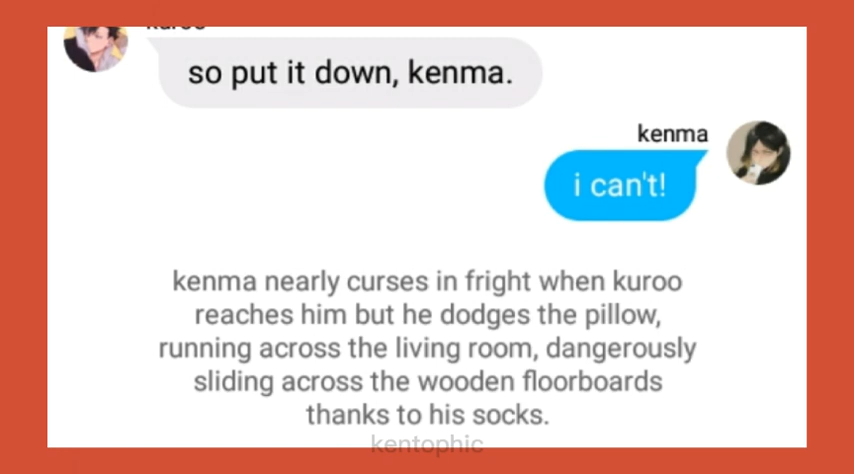 kuroo
so put it down, kenma.
kenma
i can't!
kenma nearly curses in fright when kuroo
reaches him but he dodges the pillow,
running across the living room, dangerously
sliding across the wooden floorboards
thanks to his socks.
kentophic